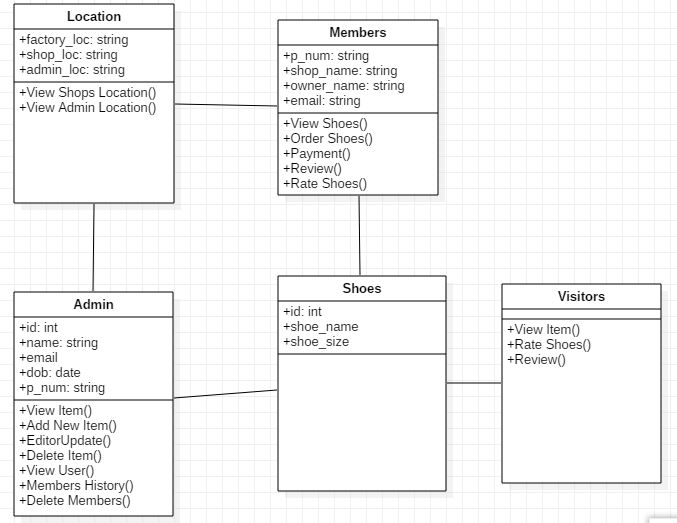 Location
+factory_loc: string
+shop_loc: string
+admin_loc: string
+View Shops Location()
+View Admin Location()
Members
+p_num: string
+shop_name: string
+owner_name: string
+email: string
+View Shoes()
+Order Shoes()
+Payment()
+Review()
+Rate Shoes()
Admin
+id: int
+name: string
+email
+dob: date
+p_num: string
+View Item()
+Add New Item()
+EditorUpdate()
+Delete Item()
+View User()
+Members History()
+Delete Members()
Shoes
+id: int
+shoe_name
+shoe_size
Visitors
+View Item()
+Rate Shoes()
+Review()